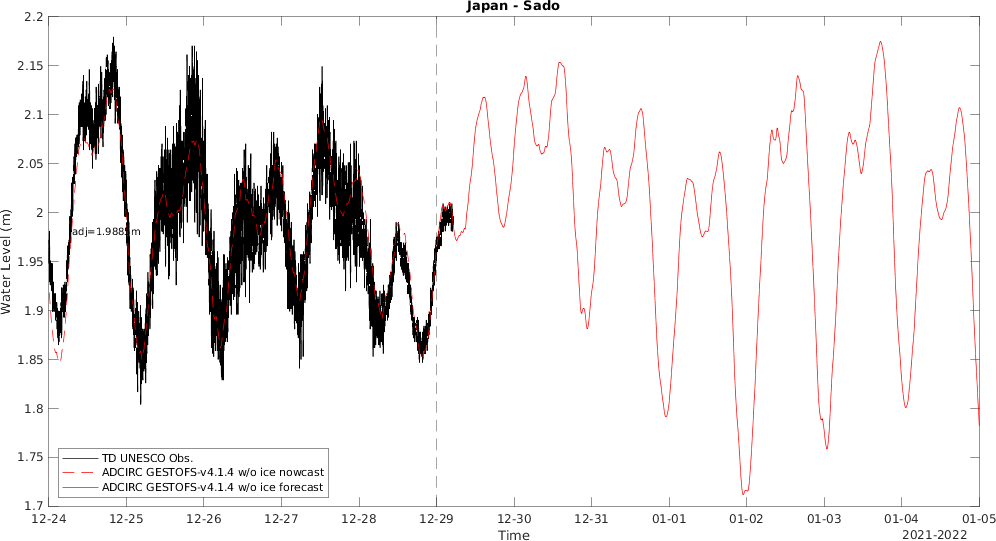 Japan - Sado
Water Level (m)
2.2
2.15
2.1
2.05
2
1.95
1.9
1.85
1.8
1.75
1.7
adj=1.9885m
TD UNESCO Obs.
ADCIRC GESTOFS-v4.1.4 w/o ice nowcast
ADCIRC GESTOFS-v4.1.4 w/o ice forecast
12-24 12-25 12-26 12-27 12-28 12-29 12-30 12-31 01-01 01-02 01-03 01-04 01-05
Time
2021-2022